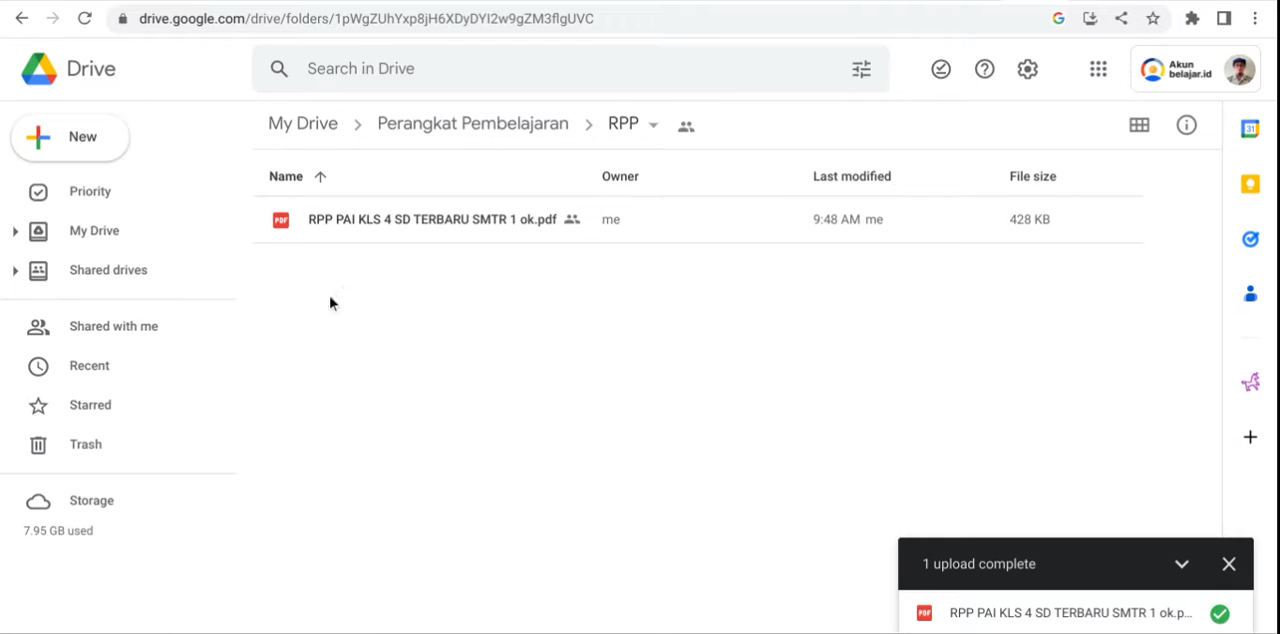 drive.google.com/drive/folders/1pWgZUhYxp8jH6XDyDYI2w9gZM3flgUVC
Drive
Search in Drive
Akun
belajar.id
New
My Drive > Perangkat Pembelajaran > RPP
Priority
My Drive
Shared drives
Shared with me
Recent
Starred
Trash
Storage
7.95 GB used
Name Owner Last modified File size
PDF RPP PAI KLS 4 SD TERBARU SMTR 1 ok.pdf me 9:48 AM me 428 KB
31
1 upload complete
PDF RPP PAI KLS 4 SD TERBARU SMTR 1 ok.p...